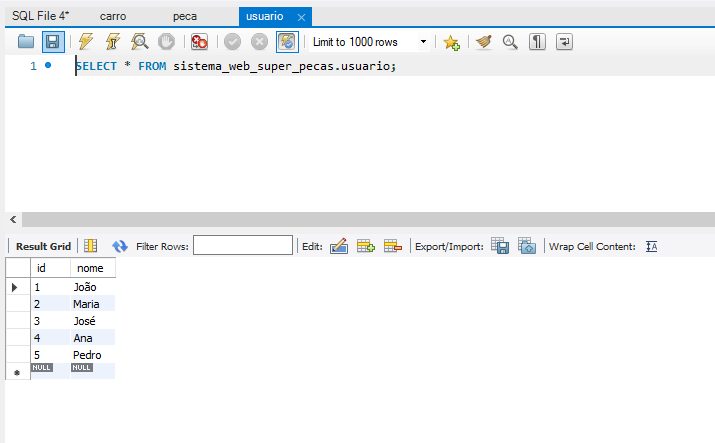 SQL File 4* carro peca usuario
Limit to 1000 rows
1 SELECT * FROM sistema_web_super_pecas.usuario;
Result Grid Filter Rows: Edit: Export/Import: Wrap Cell Content:
id nome
1 João
2 Maria
3 José
4 Ana
5 Pedro
NULL NULL